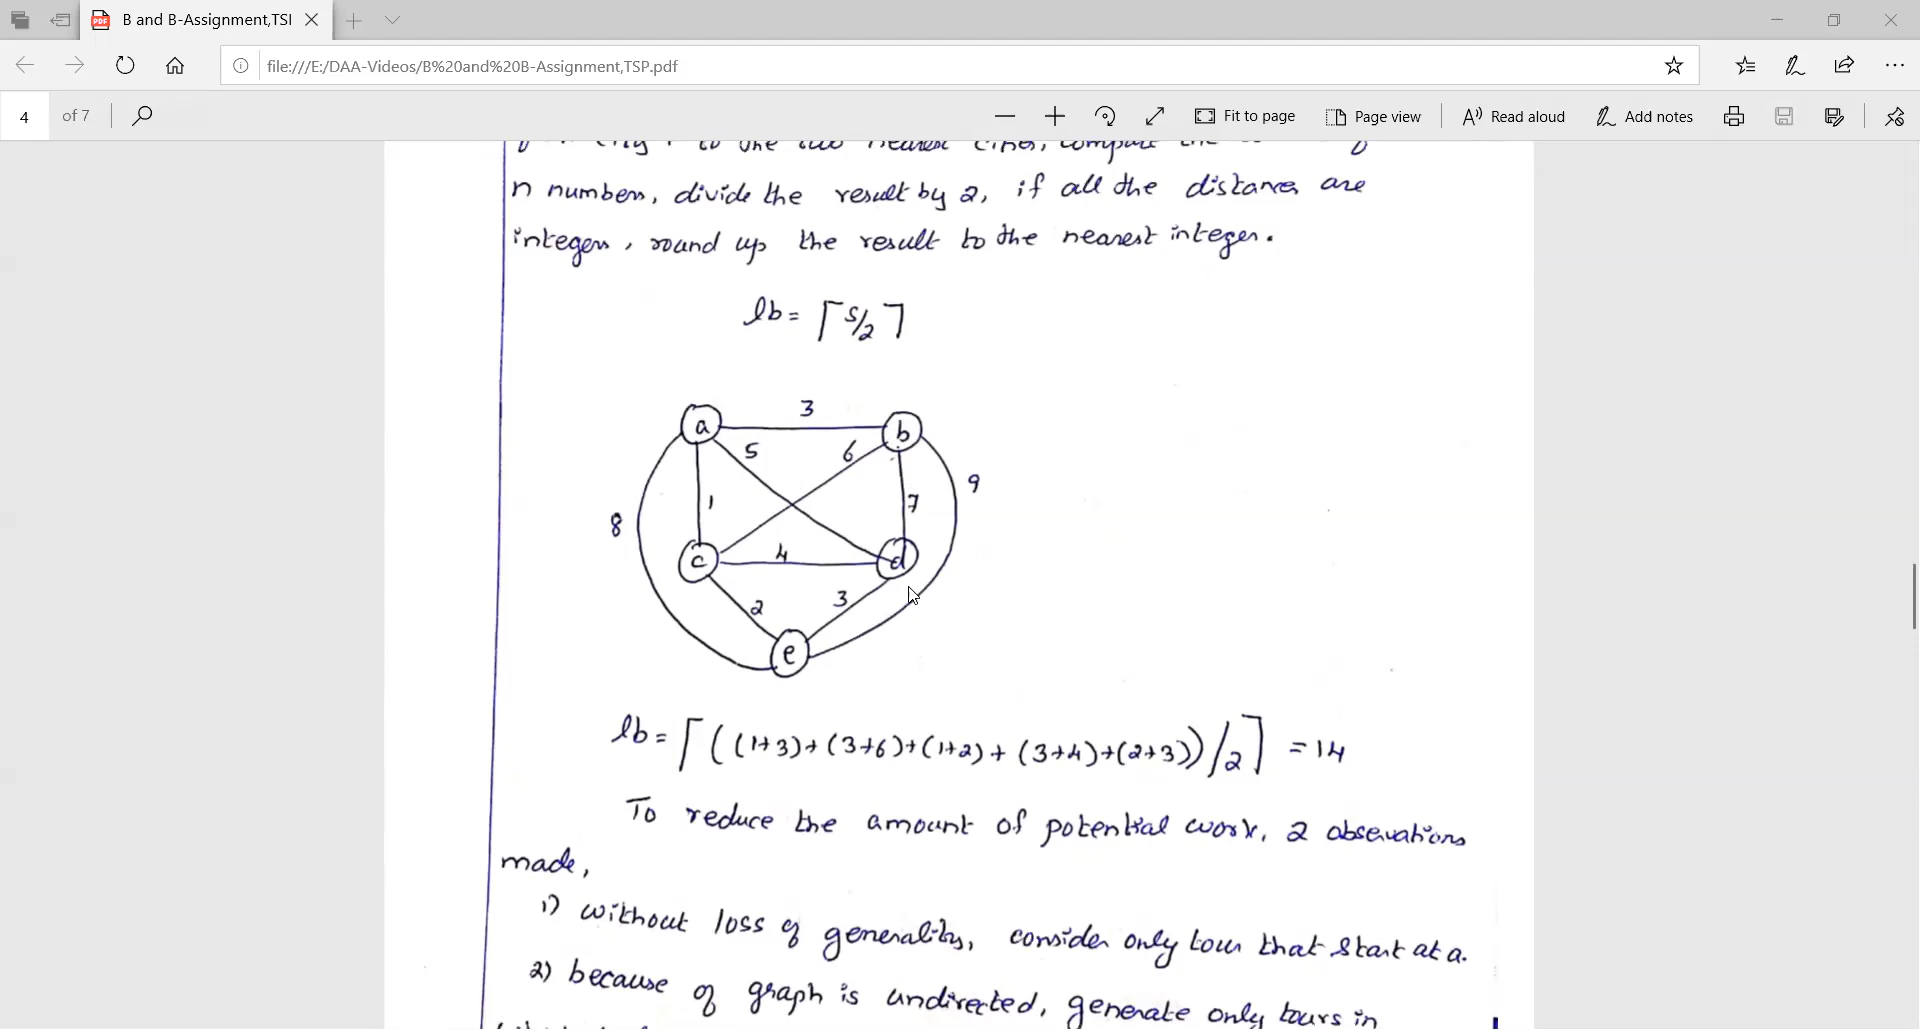 B and B-Assignment,TSI
file:///E:/DAA-Videos/B%20and%20B-Assignment,TSP.pdf
4 of 7 Fit to page Page view Read aloud Add notes
n numbers, divide the result by 2, if all the distances are
integers, round up the result to the nearest integer.
lb = ⌈s/2⌉
3
a b
5 6
9
1 7
8
4
c d
2 3
e
lb = ⌈((1+3)+(3+6)+(1+2)+(3+4)+(2+3))/2⌉ = 14
To reduce the amount of potential work, 2 observations
made,
1) without loss of generality, consider only tour that start at a.
2) because of graph is undirected, generate only tours in